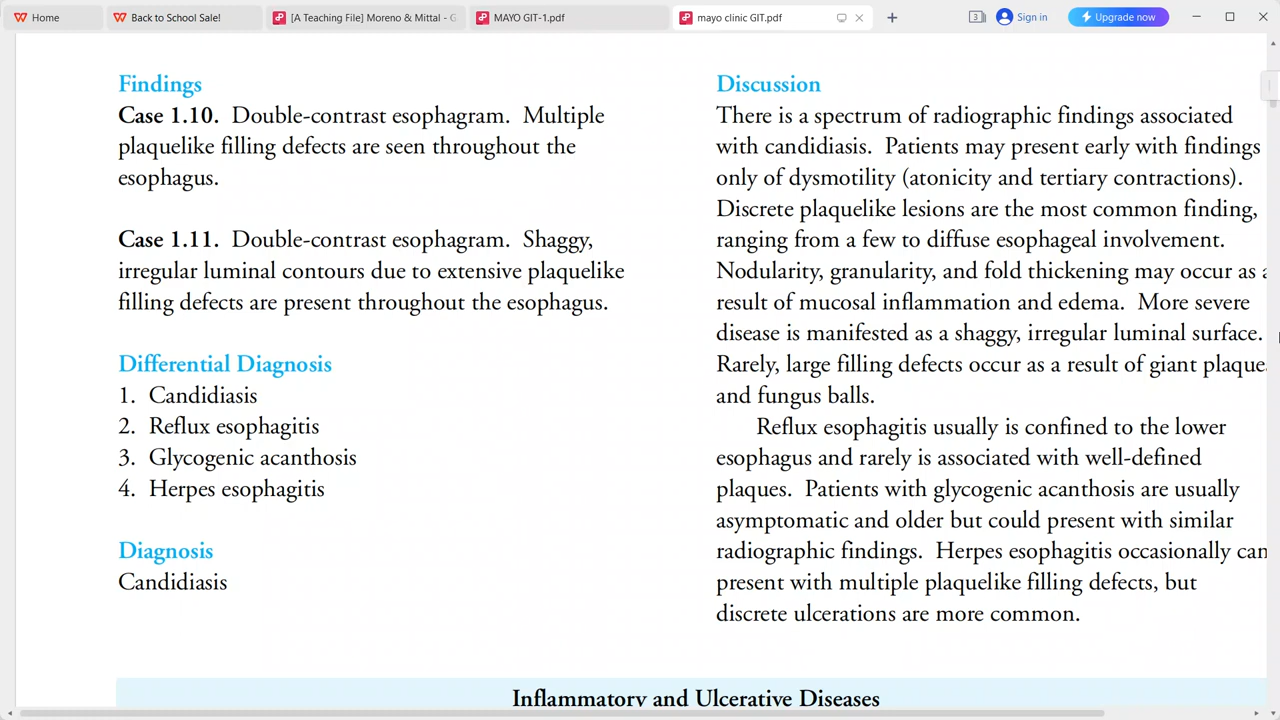 Home
Back to School Sale!
[A Teaching File] Moreno & Mittal - G
MAYO GIT-1.pdf
mayo clinic GIT.pdf
3
Sign in
Upgrade now
Findings
Case 1.10. Double-contrast esophagram. Multiple
plaquelike filling defects are seen throughout the
esophagus.
Case 1.11. Double-contrast esophagram. Shaggy,
irregular luminal contours due to extensive plaquelike
filling defects are present throughout the esophagus.
Differential Diagnosis
1. Candidiasis
2. Reflux esophagitis
3. Glycogenic acanthosis
4. Herpes esophagitis
Diagnosis
Candidiasis
Discussion
There is a spectrum of radiographic findings associated
with candidiasis. Patients may present early with findings
only of dysmotility (atonicity and tertiary contractions).
Discrete plaquelike lesions are the most common finding,
ranging from a few to diffuse esophageal involvement.
Nodularity, granularity, and fold thickening may occur as a
result of mucosal inflammation and edema. More severe
disease is manifested as a shaggy, irregular luminal surface.
Rarely, large filling defects occur as a result of giant plaque
and fungus balls.
Reflux esophagitis usually is confined to the lower
esophagus and rarely is associated with well-defined
plaques. Patients with glycogenic acanthosis are usually
asymptomatic and older but could present with similar
radiographic findings. Herpes esophagitis occasionally can
present with multiple plaquelike filling defects, but
discrete ulcerations are more common.
Inflammatory and Ulcerative Diseases